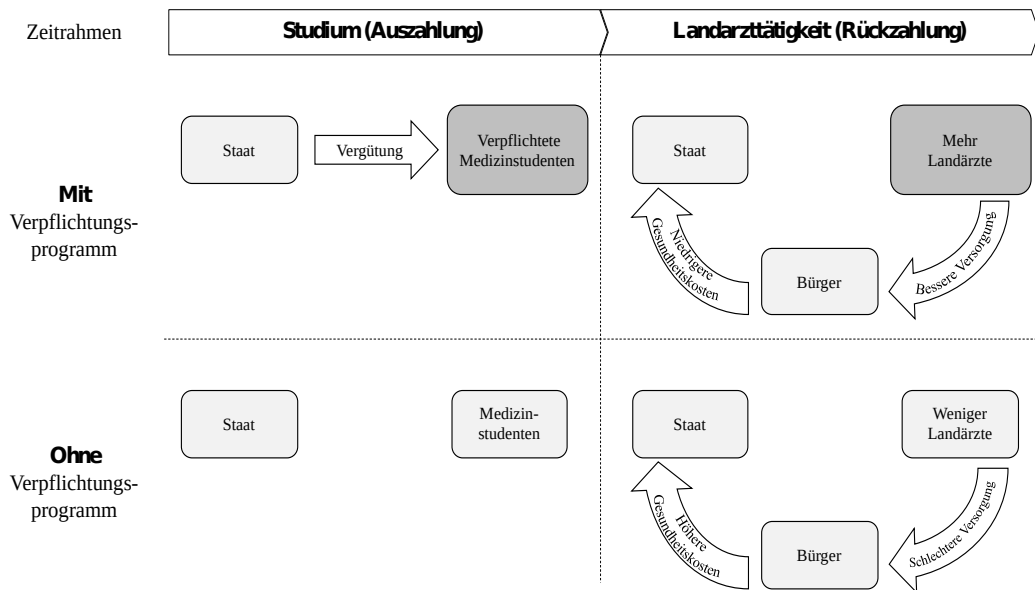 Zeitrahmen
Studium (Auszahlung)
Landarzttätigkeit (Rückzahlung)
Mit
Verpflichtungs-
programm
Staat
Vergütung
Verpflichtete
Medizinstudenten
Staat
Mehr
Landärzte
Niedrigere
Gesundheitskosten
Bürger
Bessere Versorgung
Ohne
Verpflichtungs-
programm
Staat
Medizin-
studenten
Staat
Weniger
Landärzte
Höhere
Gesundheitskosten
Bürger
Schlechtere Versorgung